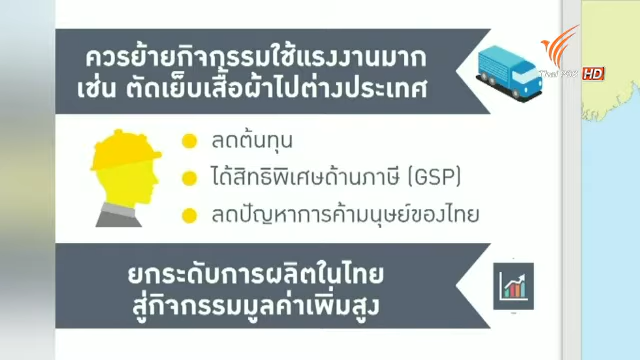 ควรย้ายกิจกรรมใช้แรงงานมาก
เช่น ตัดเย็บเสื้อผ้าไปต่างประเทศ
Thai PBS HD
ลดต้นทุน
ได้สิทธิพิเศษด้านภาษี (GSP)
ลดปัญหาการค้ามนุษย์ของไทย
ยกระดับการผลิตในไทย
สู่กิจกรรมมูลค่าเพิ่มสูง